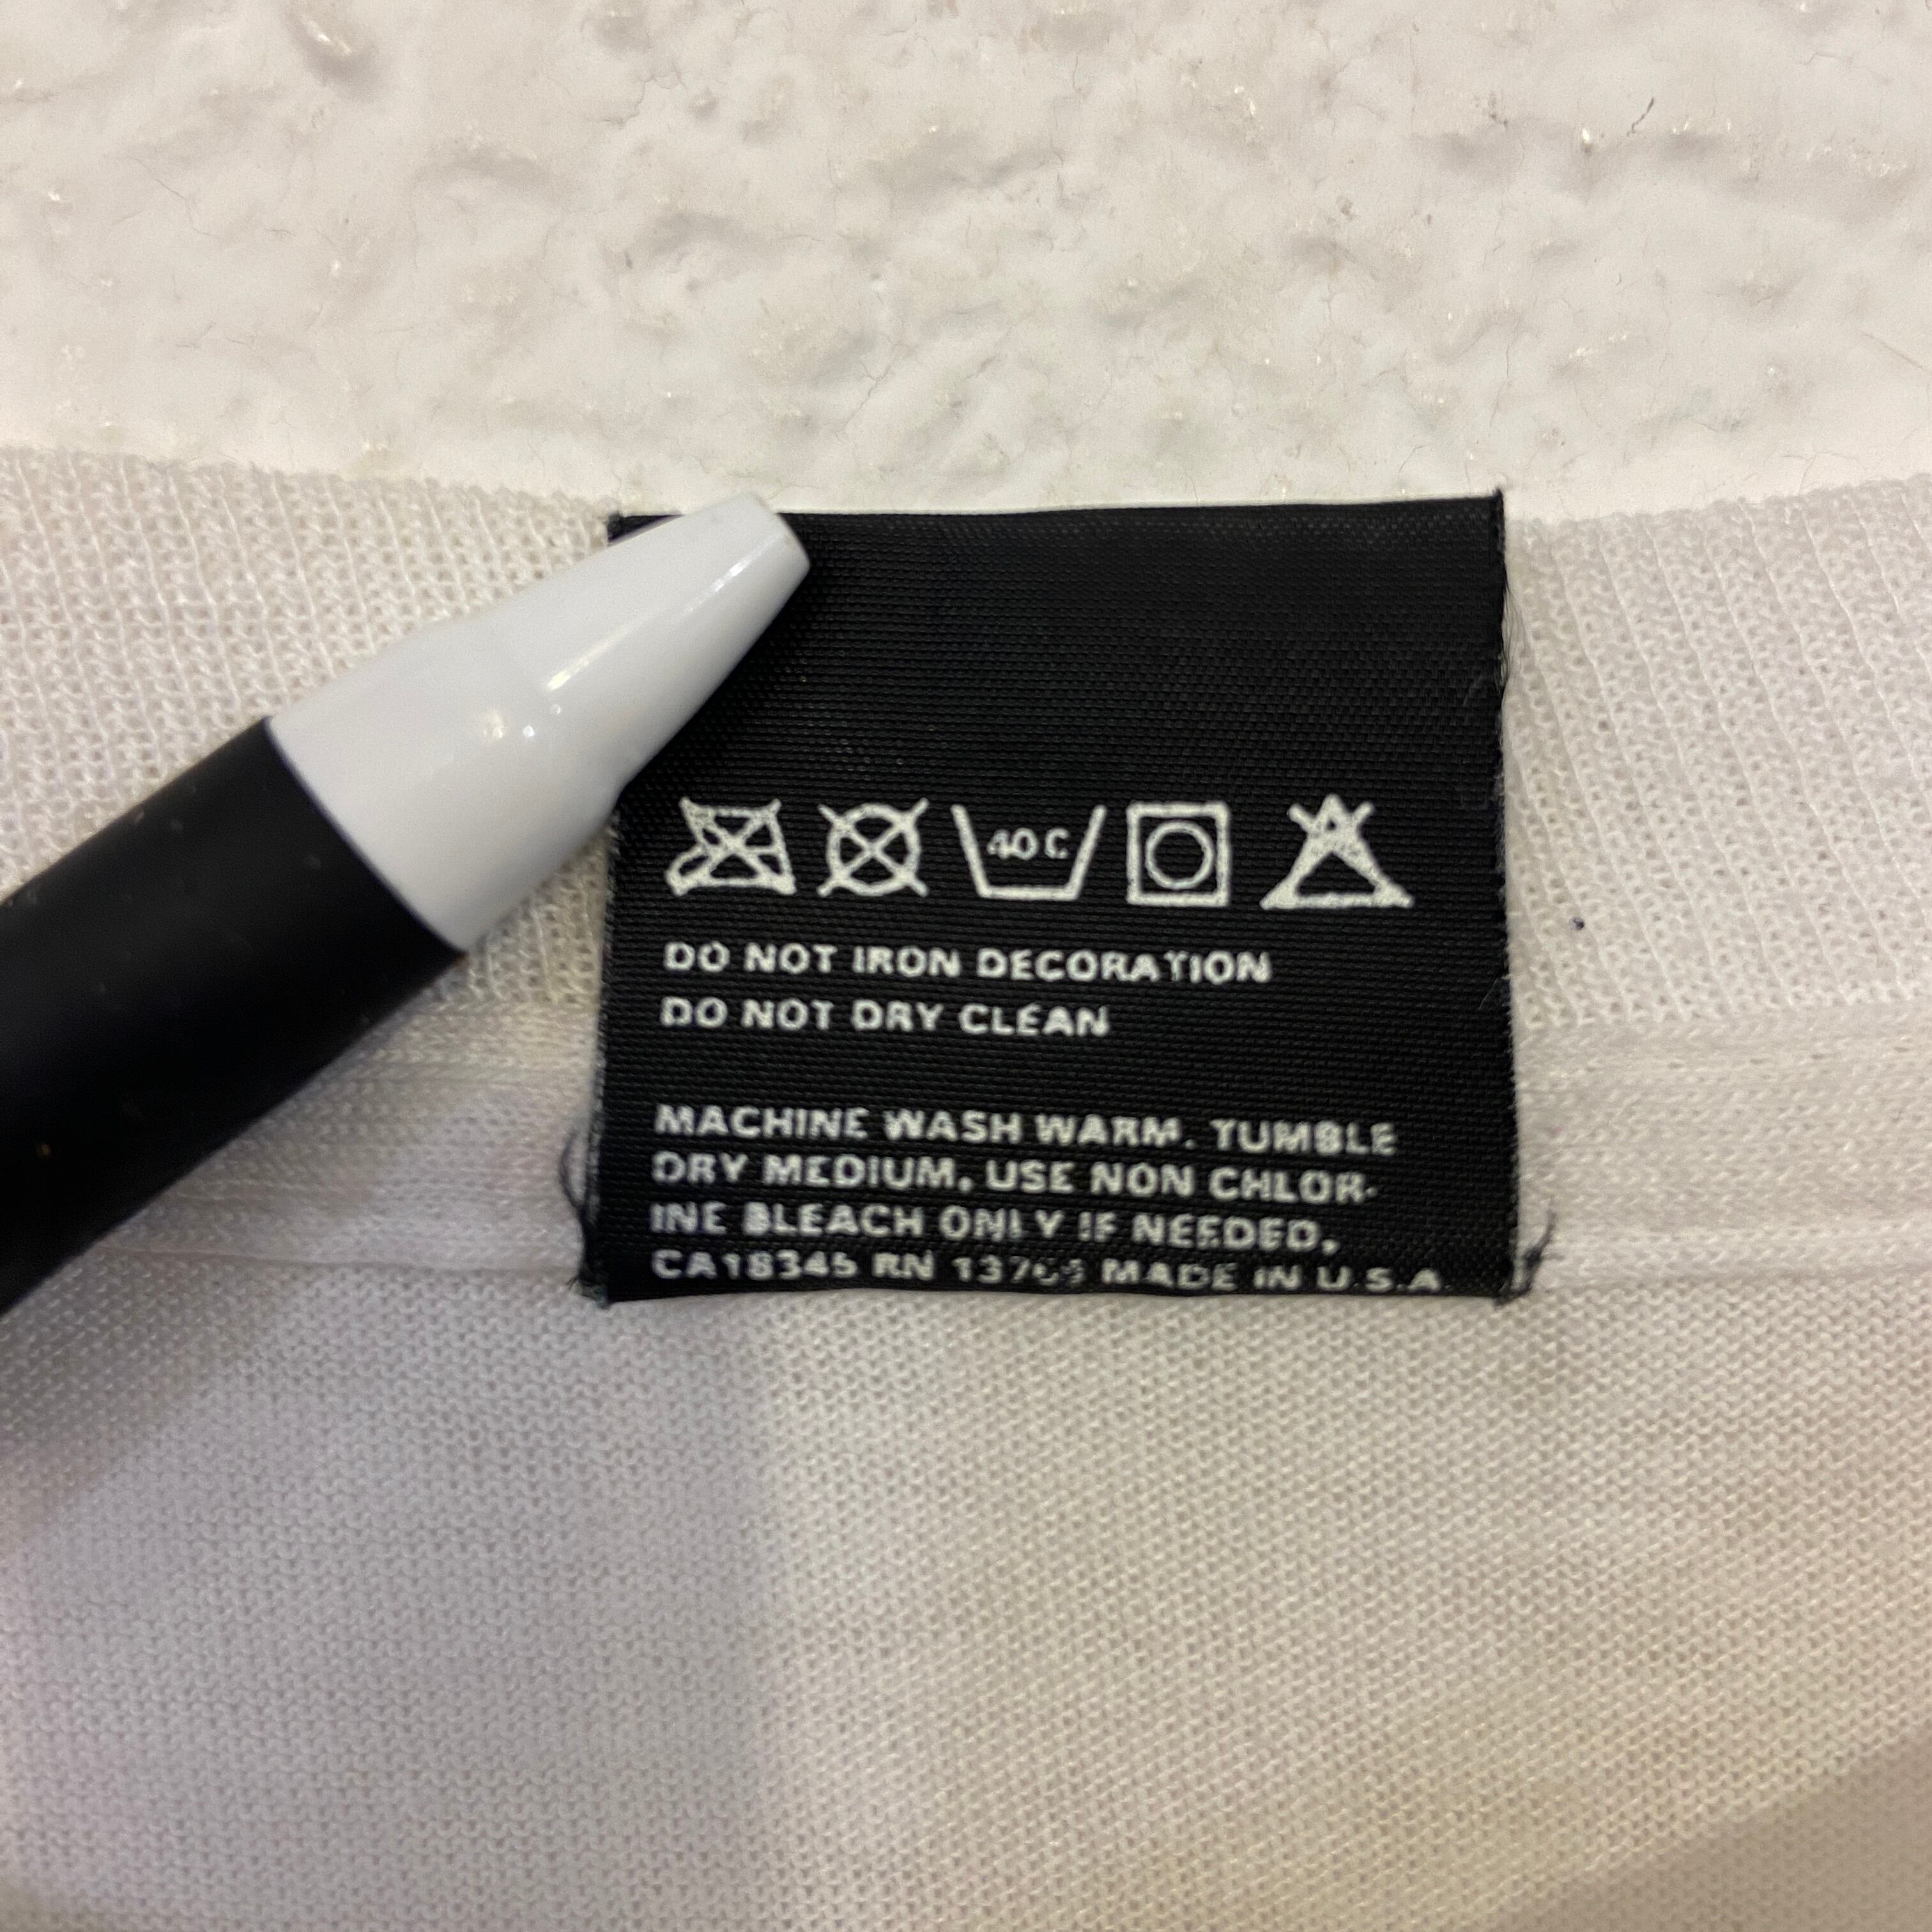 40 C
DO NOT IRON DECORATION
DO NOT DRY CLEAN
MACHINE WASH WARM. TUMBLE
DRY MEDIUM. USE NON CHLOR-
INE BLEACH ONLY IF NEEDED.
CA18345 RN MADE IN U.S.A.